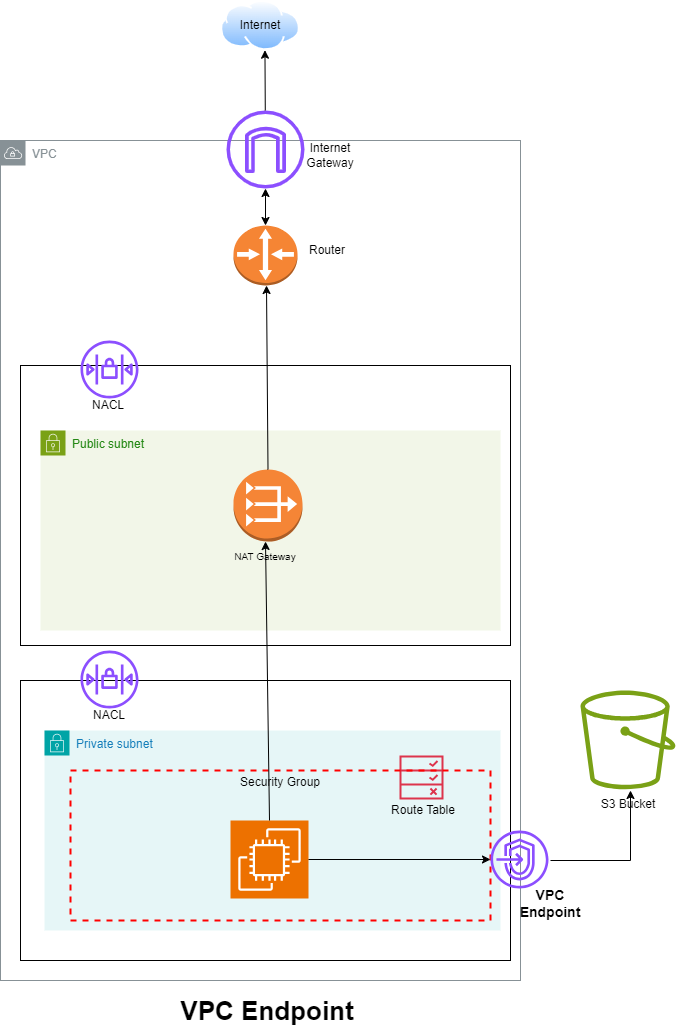 Internet
VPC
Internet
Gateway
Router
NACL
Public subnet
NAT Gateway
NACL
Private subnet
Security Group
Route Table
S3 Bucket
VPC
Endpoint
VPC Endpoint